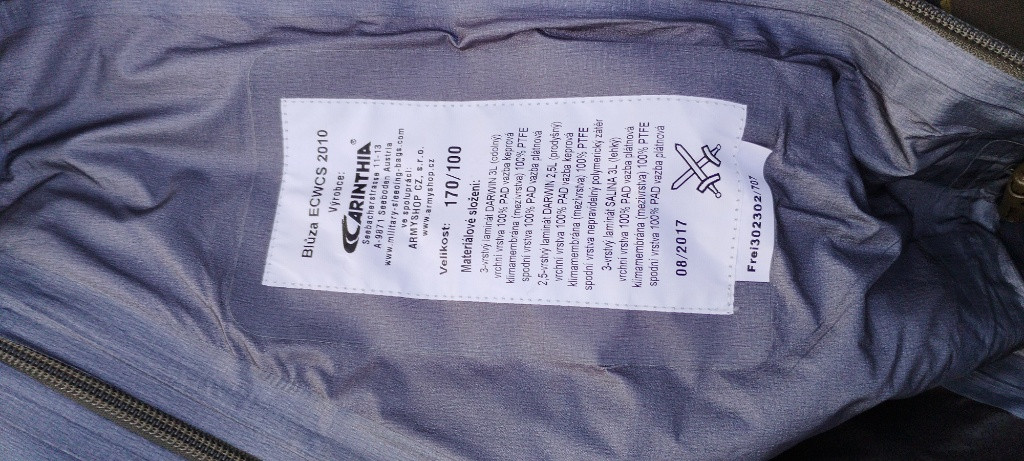 Blúza ECWCS 2010
Výrobce:
CARINTHIA®
Seebacherstrasse 11-13
A-9871 Seeboden Austria
www.military-sleeping-bags.com
ve spolupráci:
ARMYSHOP CZ, s.r.o.
www.armyshop.cz
Velikost: 170/100
Materiálové složení:
3-vrstvý laminát DARWIN 3L (odolný)
vrchní vrstva 100% PAD vazba keprová
klimamembrána (mezivrstva) 100% PTFE
spodní vrstva 100% PAD vazba plátnová
2,5-vrstvý laminát DARWIN 2,5L (prodyšný)
vrchní vrstva 100% PAD vazba keprová
klimamembrána (mezivrstva) 100% PTFE
spodní vrstva nepravidelný polymerický zátěr
3-vrstvý laminát SALINA 3L (lehký)
vrchní vrstva 100% PAD vazba plátnová
klimamembrána (mezivrstva) 100% PTFE
spodní vrstva 100% PAD vazba plátnová
08/2017
Frei302302/707